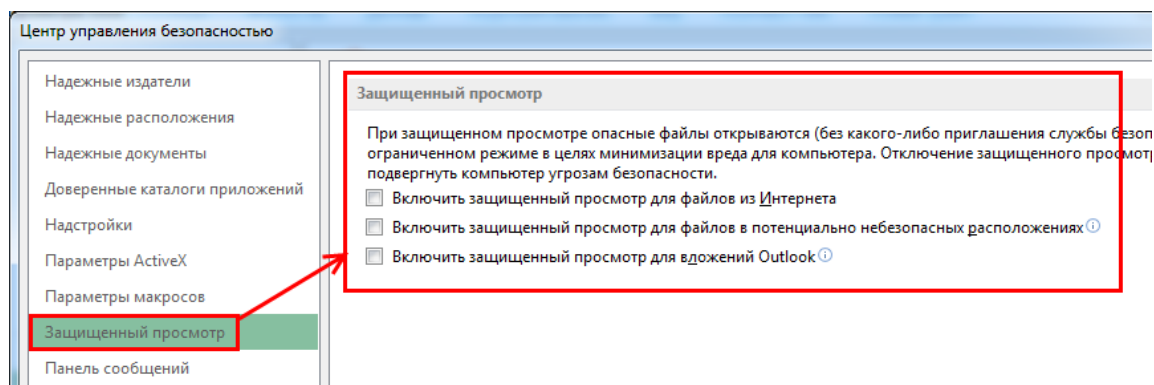 Центр управления безопасностью
Надежные издатели
Надежные расположения
Надежные документы
Доверенные каталоги приложений
Надстройки
Параметры ActiveX
Параметры макросов
Защищенный просмотр
Панель сообщений
Защищенный просмотр
При защищенном просмотре опасные файлы открываются (без какого-либо приглашения службы безоп
ограниченном режиме в целях минимизации вреда для компьютера. Отключение защищенного просмотр
подвергнуть компьютер угрозам безопасности.
Включить защищенный просмотр для файлов из Интернета
Включить защищенный просмотр для файлов в потенциально небезопасных расположениях
Включить защищенный просмотр для вложений Outlook